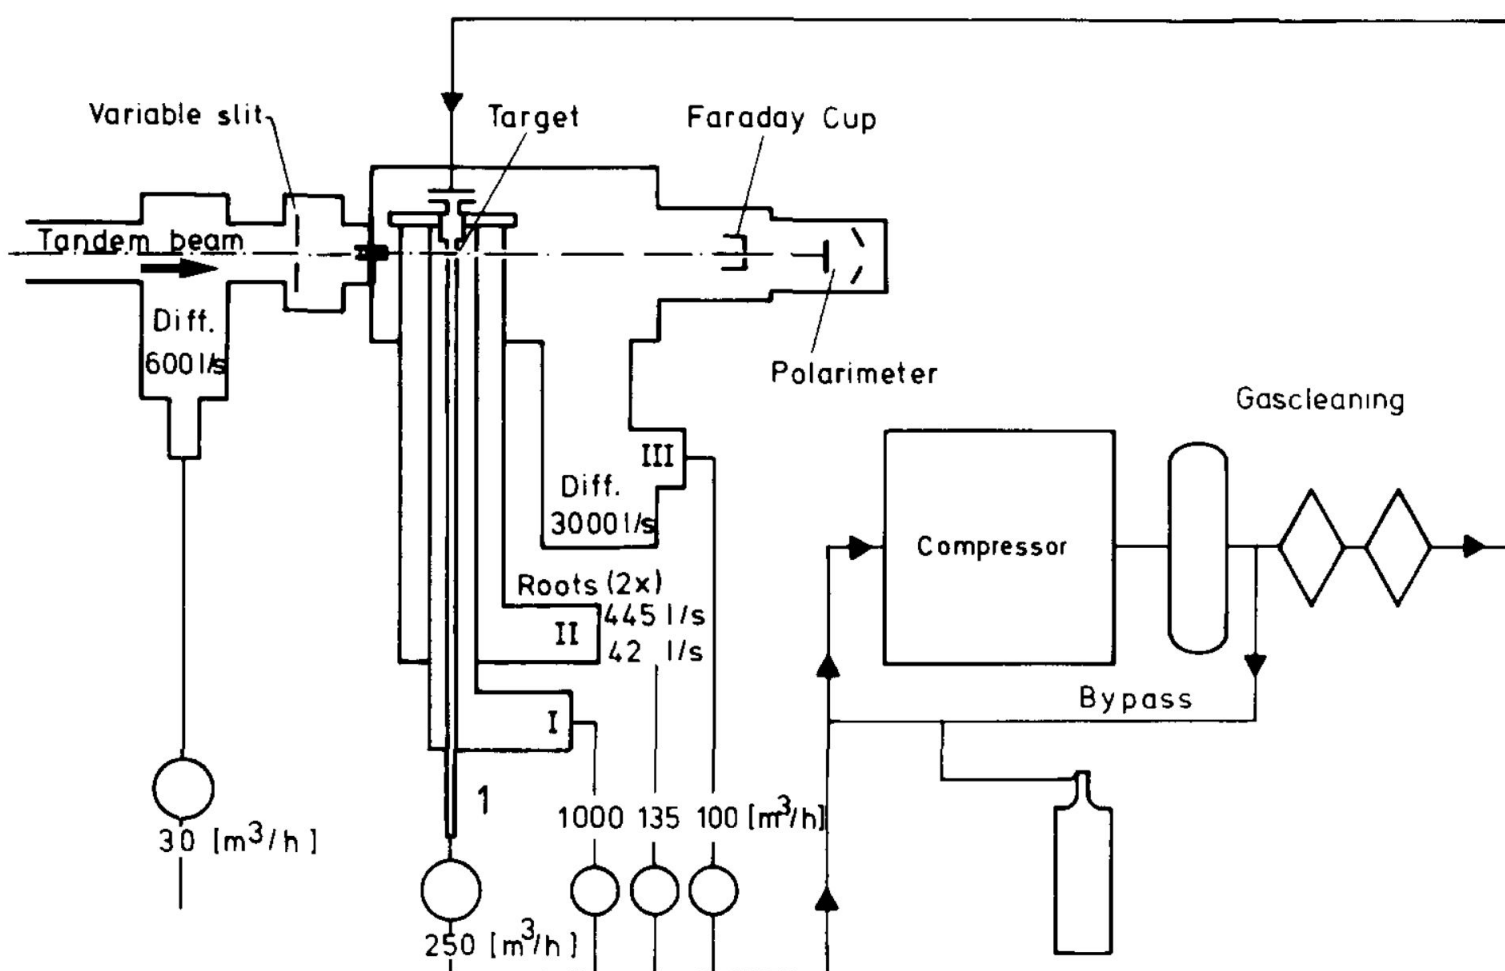 Variable slit
Target
Faraday Cup
Tandem beam
Diff.
600 l/s
Polarimeter
Gascleaning
III
Diff.
3000 l/s
Compressor
Roots (2x)
445 l/s
II
42 l/s
Bypass
I
1
1000 135 100 [m³/h]
30 [m³/h]
250 [m³/h]